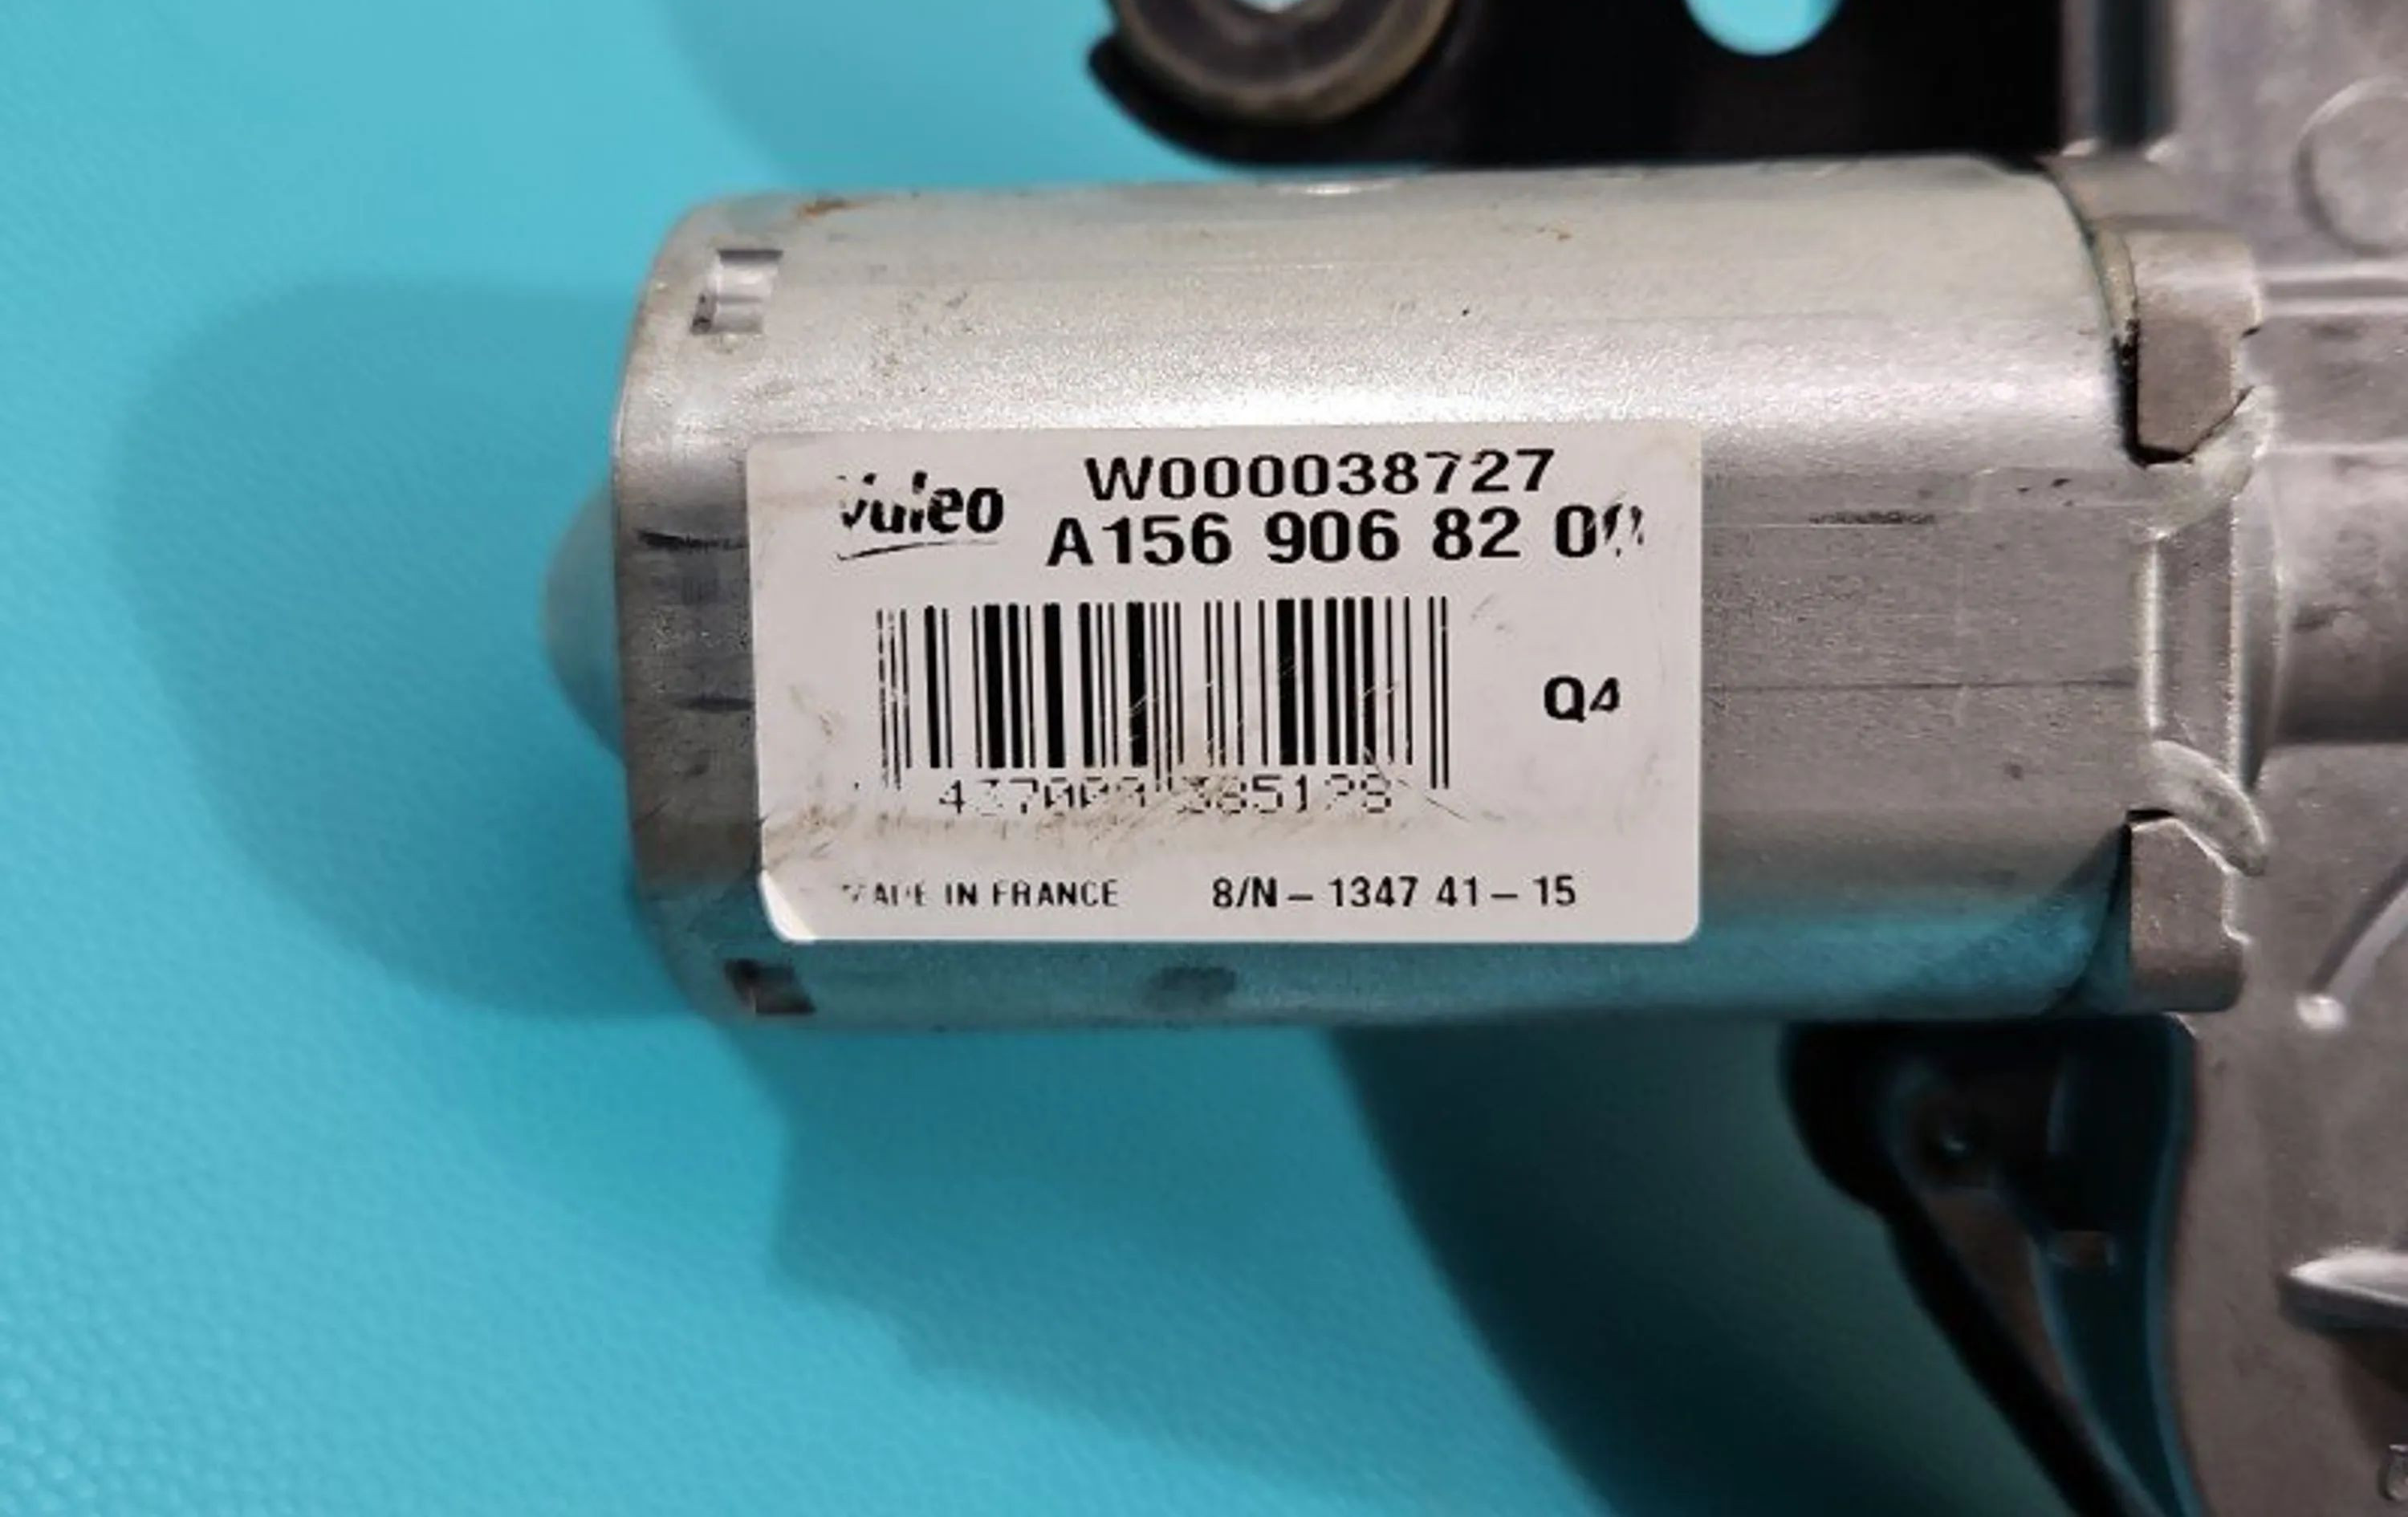 Valeo
W000038727
A156 906 82 00
Q4
MADE IN FRANCE 8/N – 1347 41 – 15